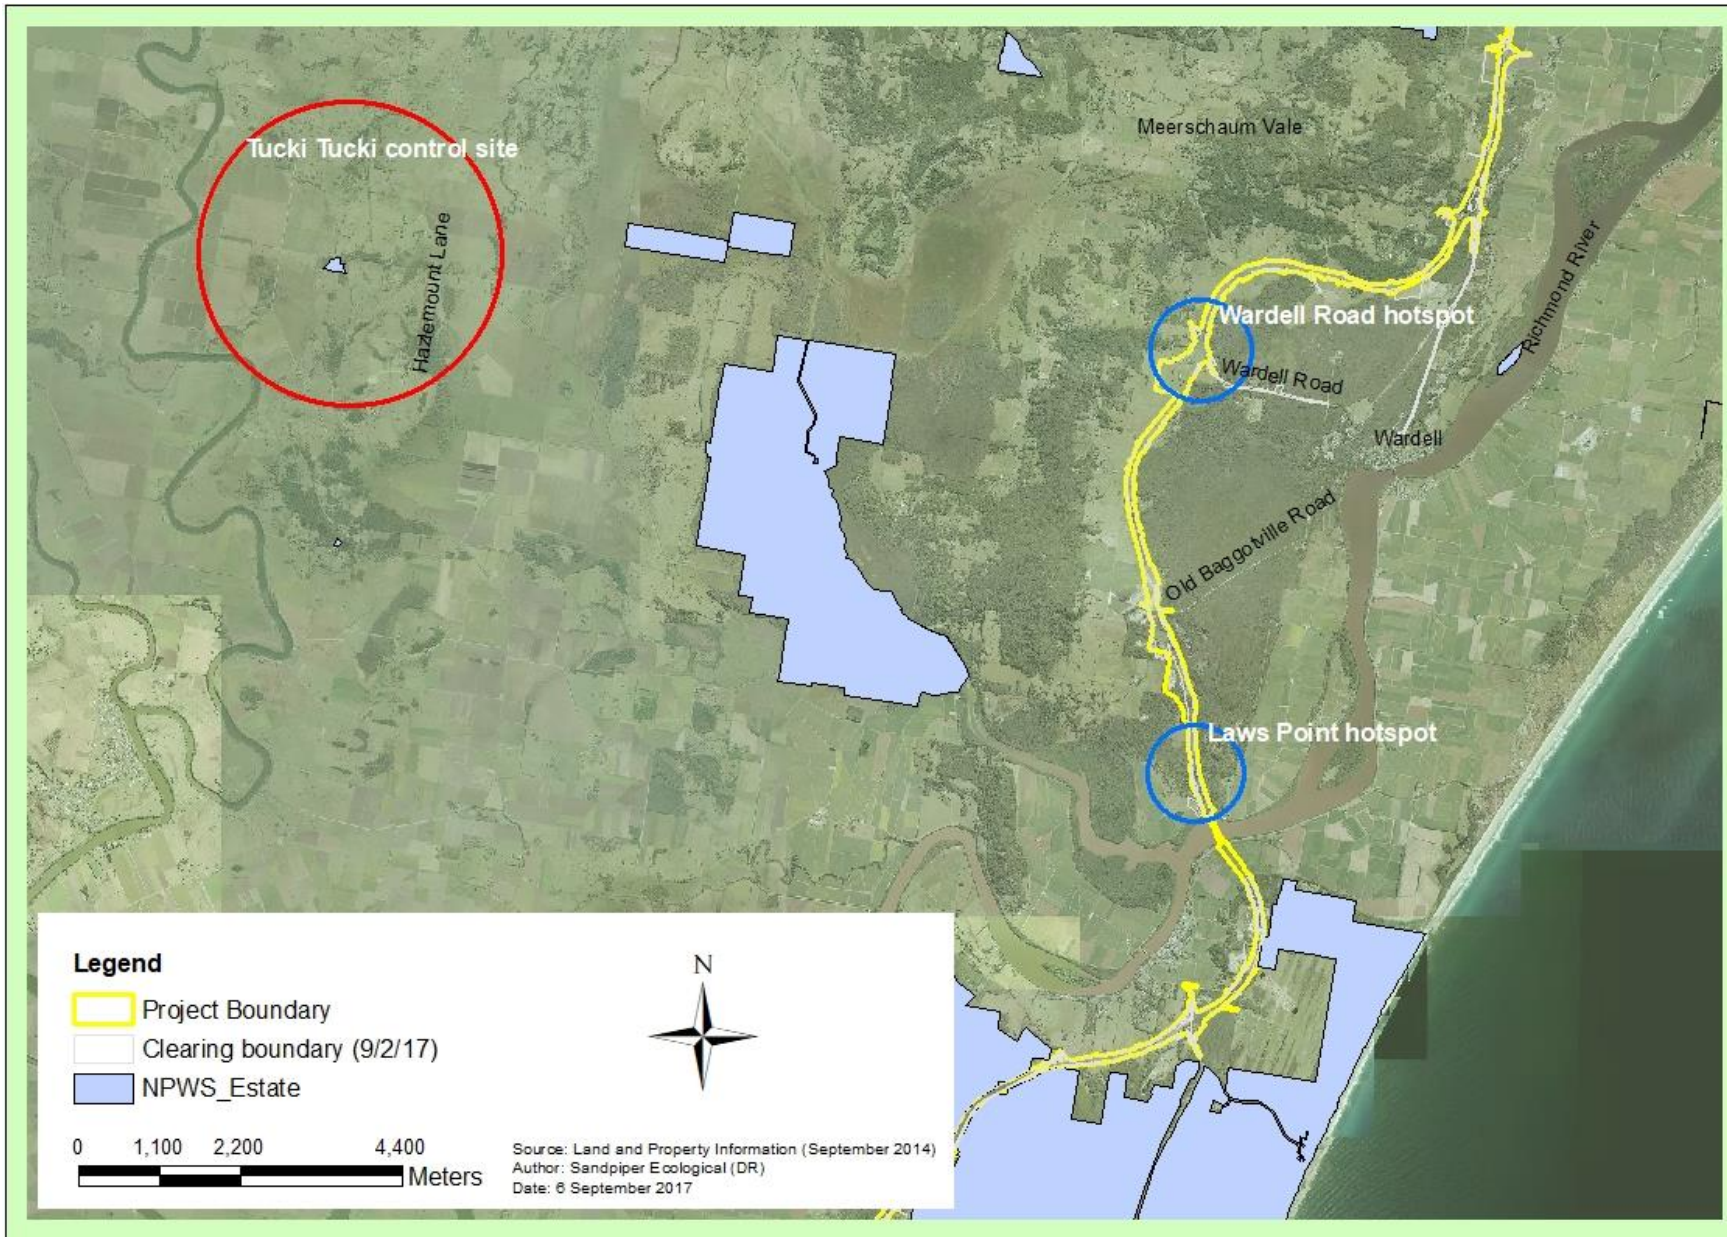 Meerschaum Vale
Tucki Tucki control site
Hazlemount Lane
Richmond River
Wardell Road hotspot
Wardell Road
Wardell
Old Baggotville Road
Laws Point hotspot
Legend
Project Boundary
Clearing boundary (9/2/17)
NPWS_Estate
N
0 1,100 2,200 4,400
Meters
Source: Land and Property Information (September 2014)
Author: Sandpiper Ecological (DR)
Date: 6 September 2017